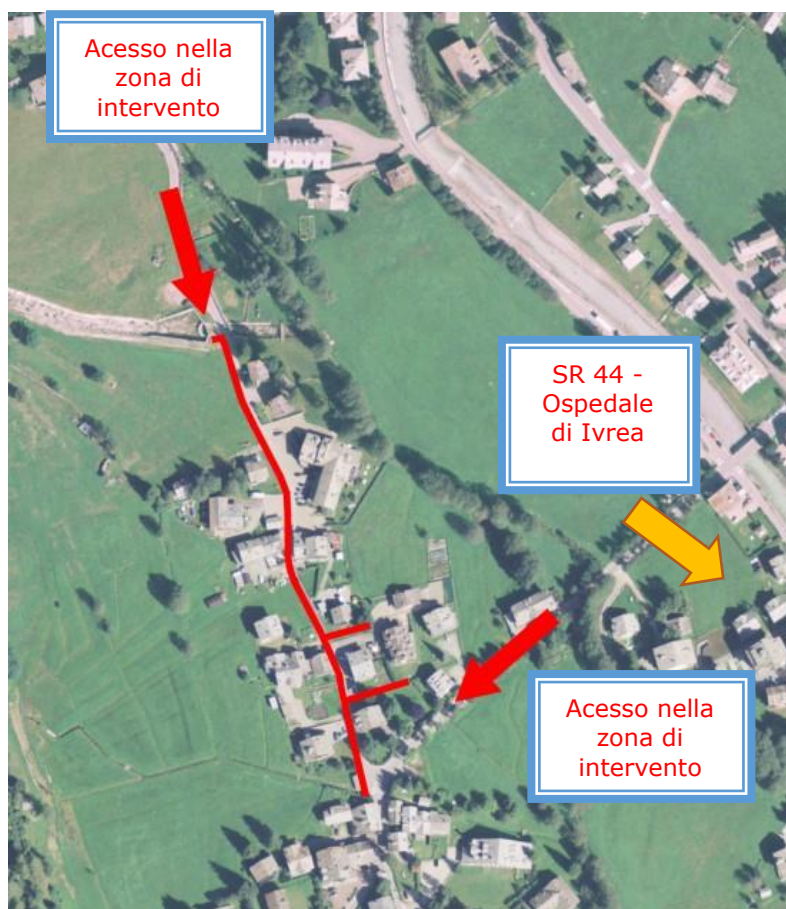 Acesso nella
zona di
intervento
SR 44 -
Ospedale
di Ivrea
Acesso nella
zona di
intervento